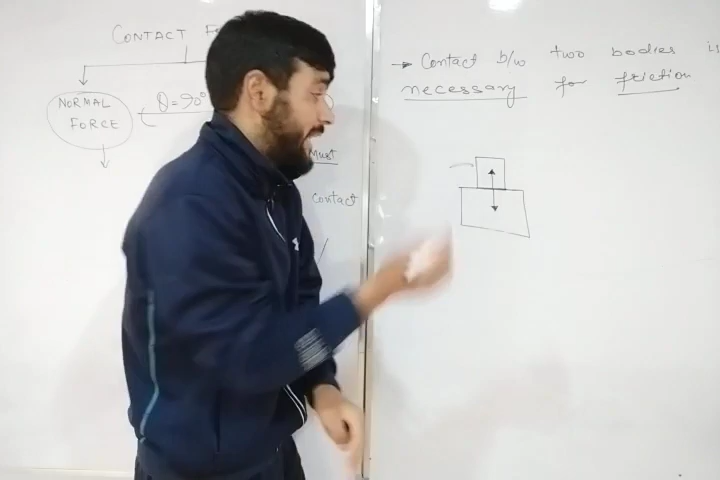 CONTACT
NORMAL
FORCE
θ=90°
Must
contact
→ Contact b/w two bodies is
necessary for friction